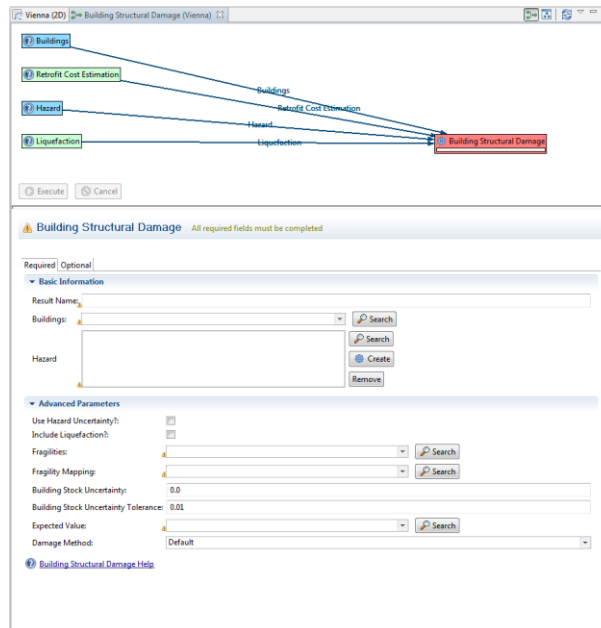 Vienna (2D) Building Structural Damage (Vienna)
Buildings
Retrofit Cost Estimation
Buildings
Retrofit Cost Estimation
Hazard
Hazard
Liquefaction
Liquefaction
Building Structural Damage
Execute Cancel
Building Structural Damage All required fields must be completed
Required Optional
Basic Information
Result Name:
Buildings: Search
Search
Hazard Create
Remove
Advanced Parameters
Use Hazard Uncertainty?:
Include Liquefaction?:
Fragilities: Search
Fragility Mapping: Search
Building Stock Uncertainty: 0.0
Building Stock Uncertainty Tolerance: 0.01
Expected Value: Search
Damage Method: Default
Building Structural Damage Help